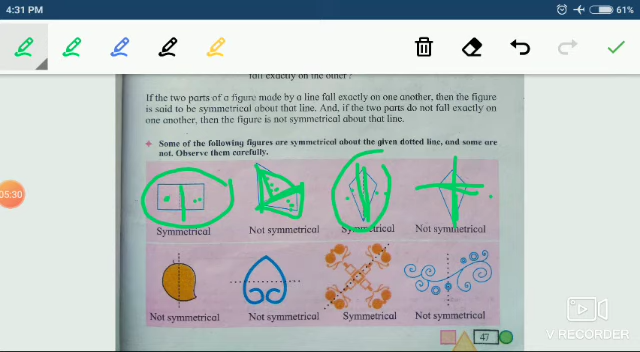 4:31 PM
61%
fall exactly on the other ?
If the two parts of a figure made by a line fall exactly on one another, then the figure
is said to be symmetrical about that line. And, if the two parts do not fall exactly on
one another, then the figure is not symmetrical about that line.
Some of the following figures are symmetrical about the given dotted line, and some are
not. Observe them carefully.
05:30
Symmetrical Not symmetrical Symmetrical Not symmetrical
Not symmetrical Not symmetrical Symmetrical Not symmetrical
47
V.RECORDER